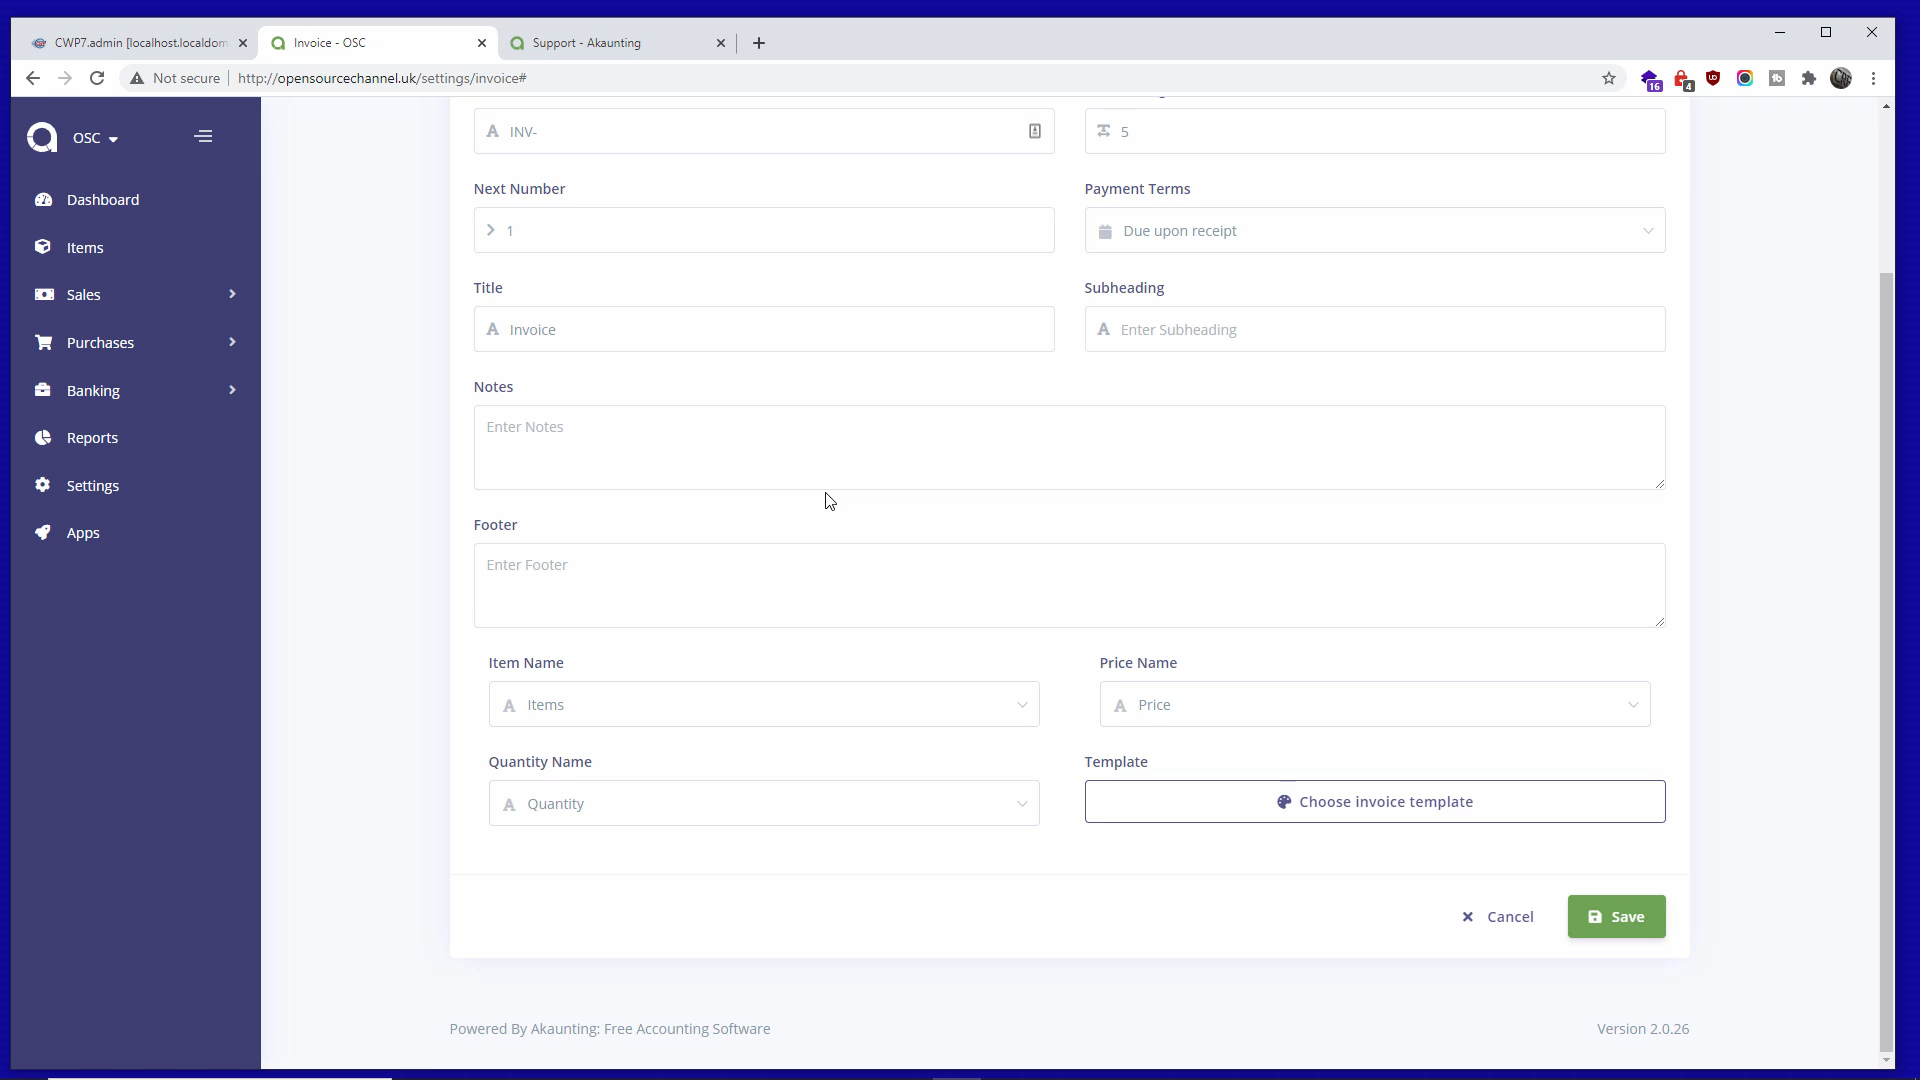 CWP7.admin [localhost.localdom
Invoice - OSC
Support - Akaunting
Not secure
http://opensourcechannel.uk/settings/invoice#
16
4
OSC
Dashboard
Items
Sales
Purchases
Banking
Reports
Settings
Apps
INV-
5
Next Number
Payment Terms
1
Due upon receipt
Title
Subheading
Invoice
Enter Subheading
Notes
Enter Notes
Footer
Enter Footer
Item Name
Price Name
Items
Price
Quantity Name
Template
Quantity
Choose invoice template
Cancel
Save
Powered By Akaunting: Free Accounting Software
Version 2.0.26